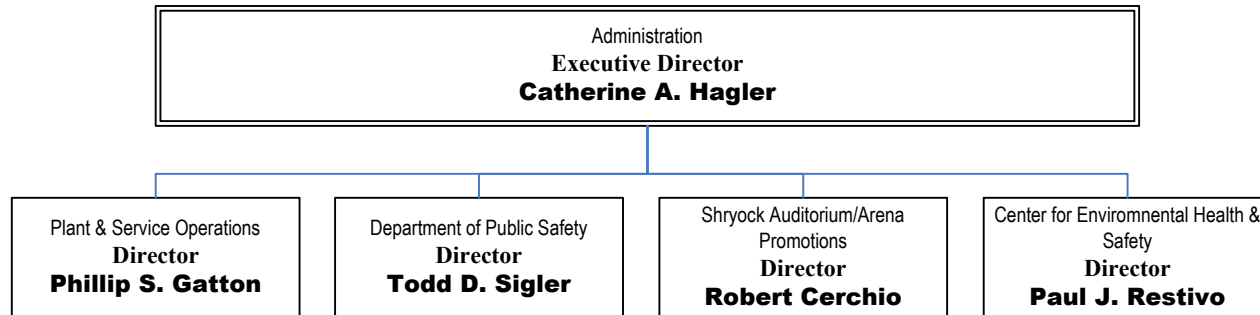 Administration
Executive Director
Catherine A. Hagler
Plant & Service Operations
Director
Phillip S. Gatton
Department of Public Safety
Director
Todd D. Sigler
Shryock Auditorium/Arena
Promotions
Director
Robert Cerchio
Center for Enviromnental Health &
Safety
Director
Paul J. Restivo